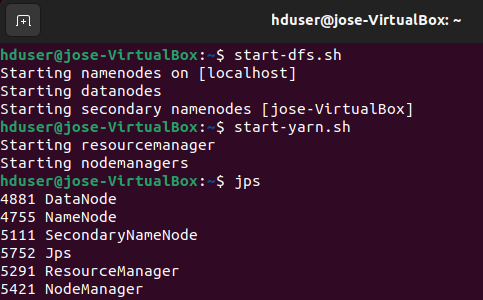 hduser@jose-VirtualBox: ~
hduser@jose-VirtualBox:~$ start-dfs.sh
Starting namenodes on [localhost]
Starting datanodes
Starting secondary namenodes [jose-VirtualBox]
hduser@jose-VirtualBox:~$ start-yarn.sh
Starting resourcemanager
Starting nodemanagers
hduser@jose-VirtualBox:~$ jps
4881 DataNode
4755 NameNode
5111 SecondaryNameNode
5752 Jps
5291 ResourceManager
5421 NodeManager